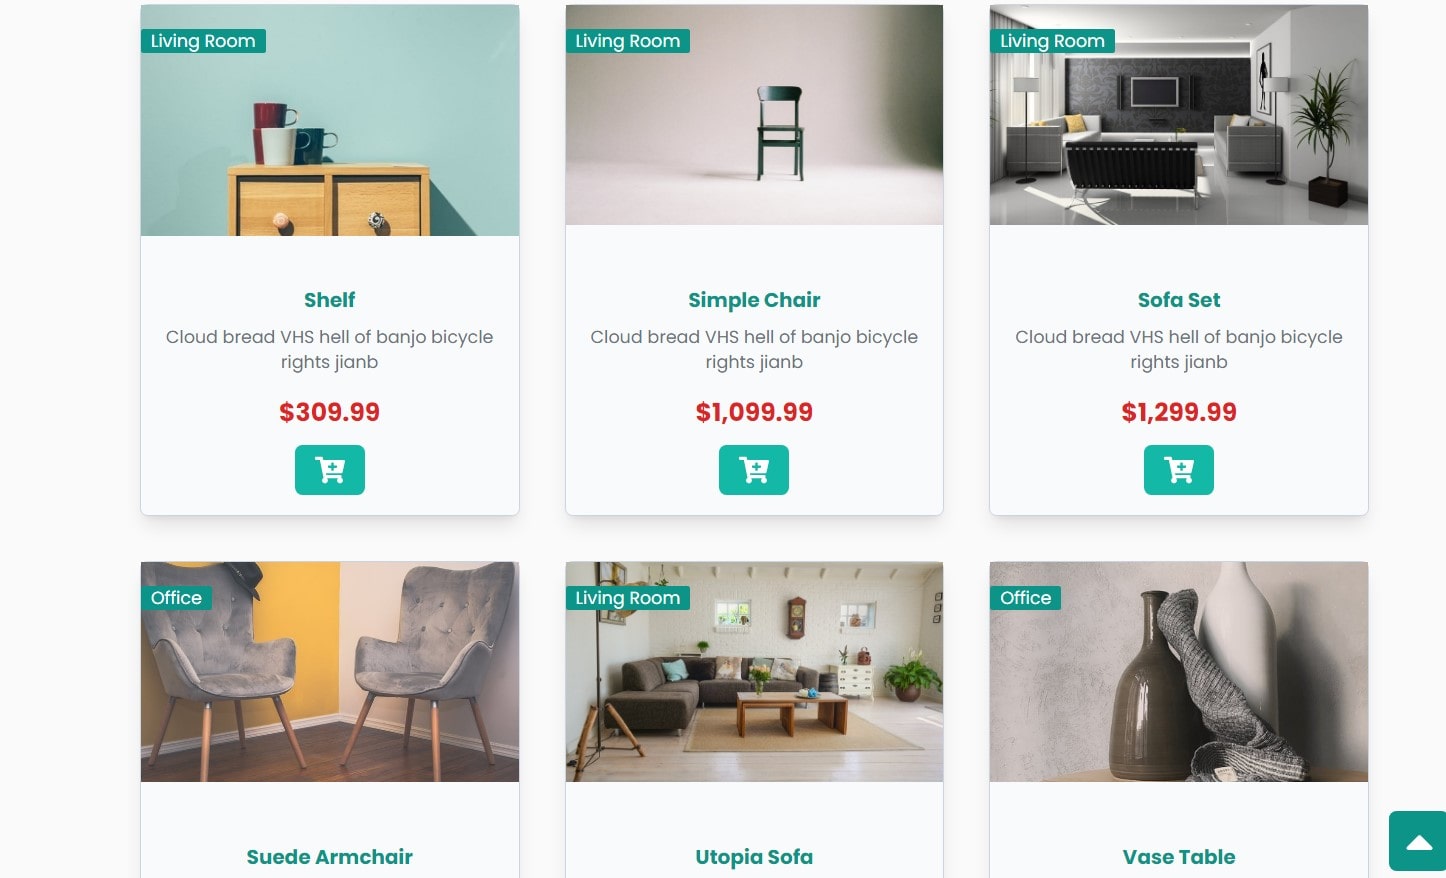 Living Room
Living Room
Living Room
Shelf
Cloud bread VHS hell of banjo bicycle
rights jianb
$309.99
Simple Chair
Cloud bread VHS hell of banjo bicycle
rights jianb
$1,099.99
Sofa Set
Cloud bread VHS hell of banjo bicycle
rights jianb
$1,299.99
Office
Living Room
Office
Suede Armchair
Utopia Sofa
Vase Table